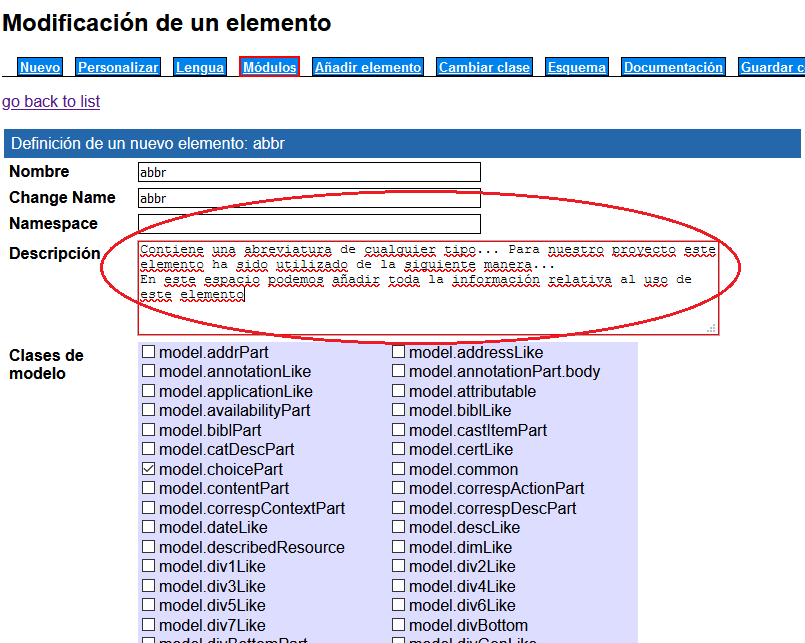 Modificación de un elemento
Nuevo Personalizar Lengua Módulos Añadir elemento Cambiar clase Esquema Documentación Guardar c
go back to list
Definición de un nuevo elemento: abbr
Nombre abbr
Change Name abbr
Namespace
Descripción
Contiene una abreviatura de cualquier tipo... Para nuestro proyecto este
elemento ha sido utilizado de la siguiente manera...
En este espacio podemos añadir toda la información relativa al uso de
este elemento
Clases de
modelo
model.addrPart model.addressLike
model.annotationLike model.annotationPart.body
model.applicationLike model.attributable
model.availabilityPart model.biblLike
model.biblPart model.castItemPart
model.catDescPart model.certLike
model.choicePart model.common
model.contentPart model.correspActionPart
model.correspContextPart model.correspDescPart
model.dateLike model.descLike
model.describedResource model.dimLike
model.div1Like model.div2Like
model.div3Like model.div4Like
model.div5Like model.div6Like
model.div7Like model.divBottom
model.divBottomPart model.divGenLike